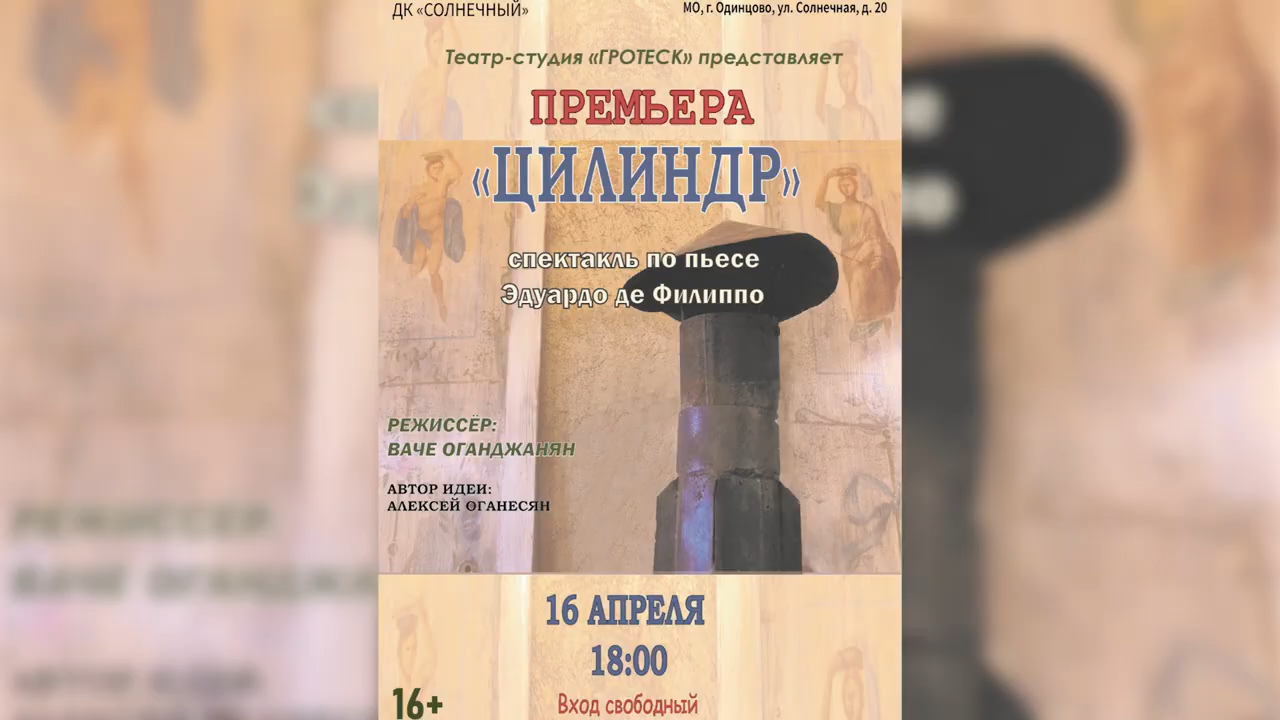 ДК «СОЛНЕЧНЫЙ»
МО, г. Одинцово, ул. Солнечная, д. 20
Театр-студия «ГРОТЕСК» представляет
ПРЕМЬЕРА
«ЦИЛИНДР»
спектакль по пьесе
Эдуардо де Филиппо
РЕЖИССЁР:
ВАЧЕ ОГАНДЖАНЯН
АВТОР ИДЕИ:
АЛЕКСЕЙ ОГАНЕСЯН
16 АПРЕЛЯ
18:00
16+
Вход свободный